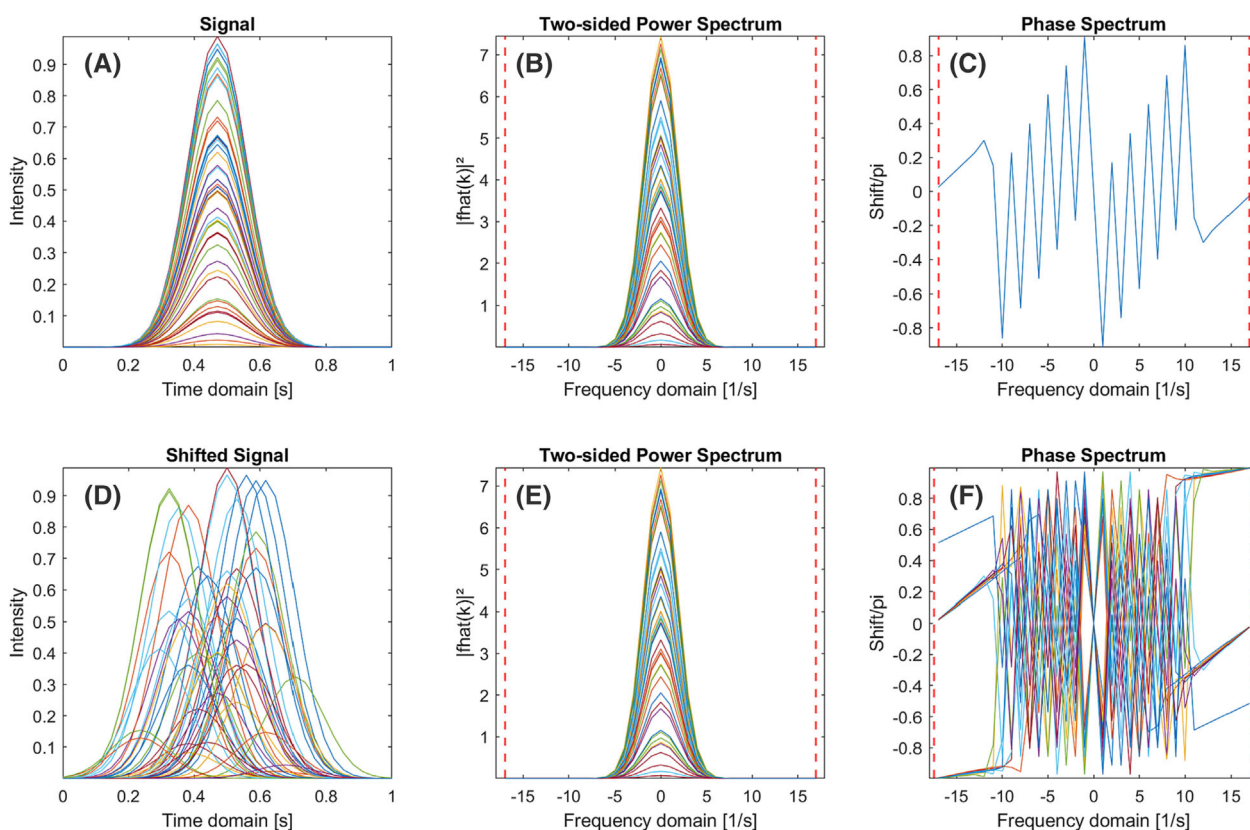 Signal
(A)
Intensity
0.9
0.8
0.7
0.6
0.5
0.4
0.3
0.2
0.1
0 0.2 0.4 0.6 0.8 1
Time domain [s]
Two-sided Power Spectrum
(B)
|fhat(k)|²
7
6
5
4
3
2
1
-15 -10 -5 0 5 10 15
Frequency domain [1/s]
Phase Spectrum
(C)
Shift/pi
0.8
0.6
0.4
0.2
0
-0.2
-0.4
-0.6
-0.8
-15 -10 -5 0 5 10 15
Frequency domain [1/s]
Shifted Signal
(D)
Intensity
0.9
0.8
0.7
0.6
0.5
0.4
0.3
0.2
0.1
0 0.2 0.4 0.6 0.8 1
Time domain [s]
Two-sided Power Spectrum
(E)
|fhat(k)|²
7
6
5
4
3
2
1
-15 -10 -5 0 5 10 15
Frequency domain [1/s]
Phase Spectrum
(F)
Shift/pi
0.8
0.6
0.4
0.2
0
-0.2
-0.4
-0.6
-0.8
-15 -10 -5 0 5 10 15
Frequency domain [1/s]